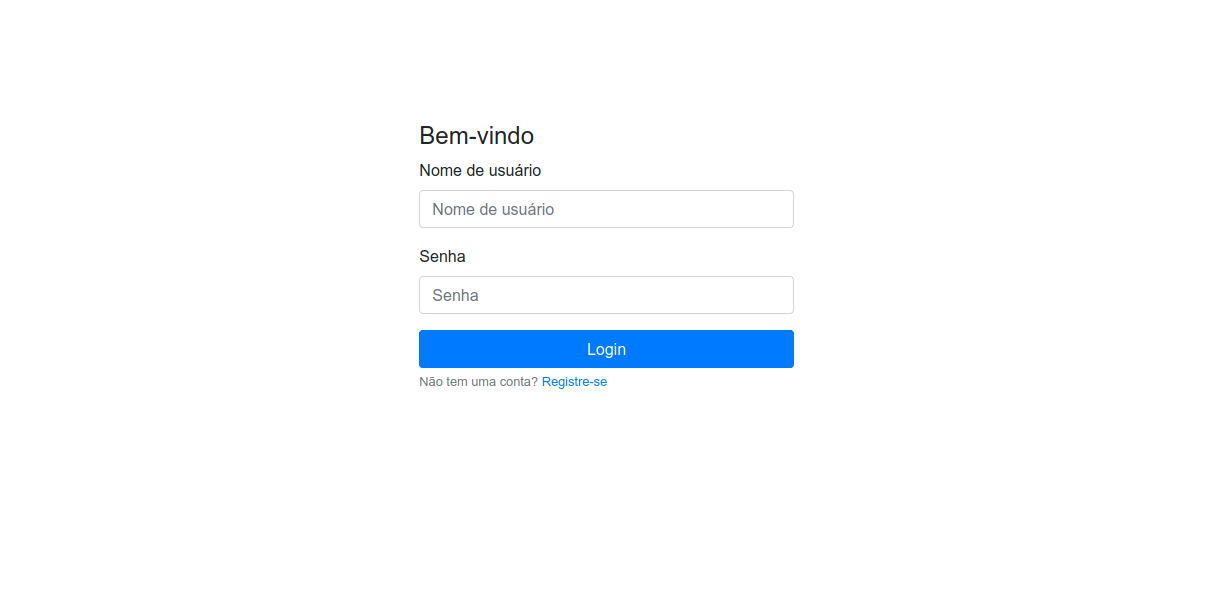 Bem-vindo
Nome de usuário
Nome de usuário
Senha
Senha
Login
Não tem uma conta? Registre-se